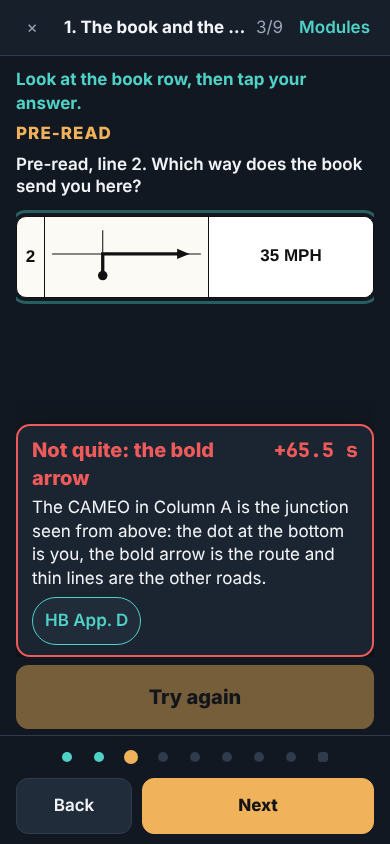 × 1. The book and the ... 3/9 Modules
Look at the book row, then tap your
answer.
PRE-READ
Pre-read, line 2. Which way does the book
send you here?
2 35 MPH
Not quite: the bold +65.5 s
arrow
The CAMEO in Column A is the junction
seen from above: the dot at the bottom
is you, the bold arrow is the route and
thin lines are the other roads.
HB App. D
Try again
Back Next